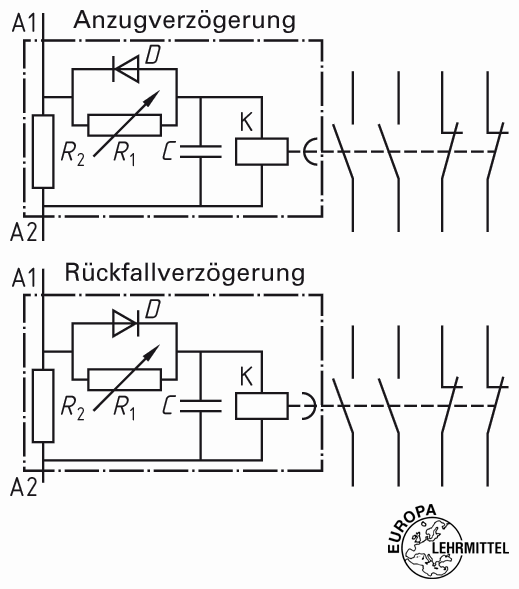 A1 Anzugverzögerung
D
K
R2 R1 C
A2
A1 Rückfallverzögerung
D
K
R2 R1 C
A2
EUROPA
LEHRMITTEL